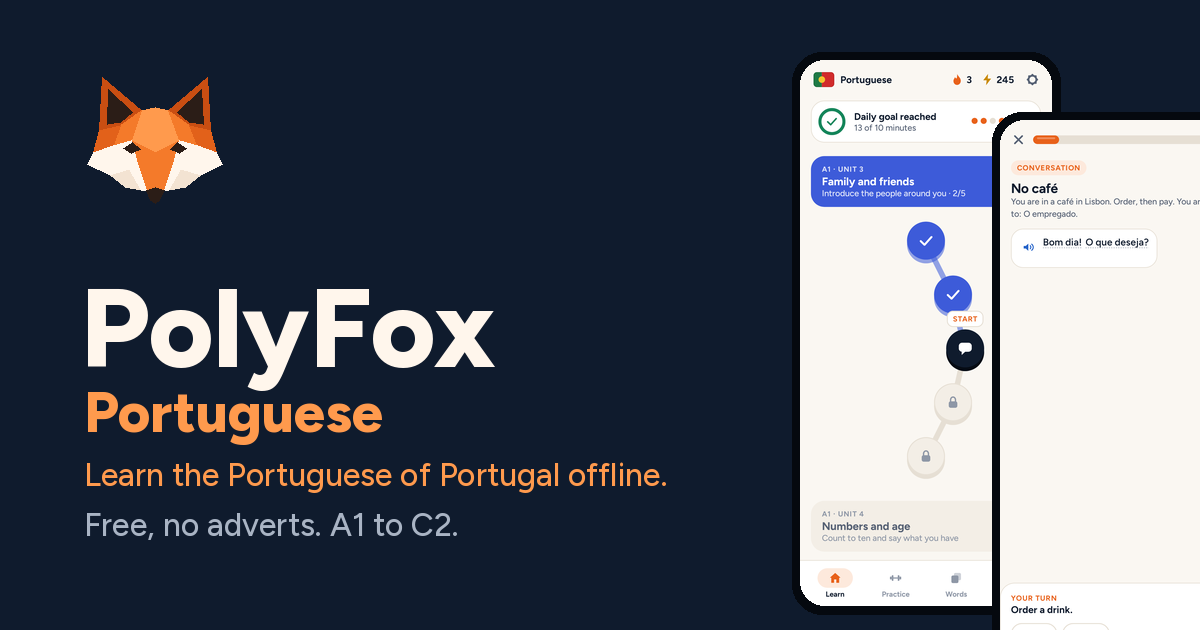 PolyFox
Portuguese
Learn the Portuguese of Portugal offline.
Free, no adverts. A1 to C2.
Portuguese
3
245
Daily goal reached
13 of 10 minutes
A1 · UNIT 3
Family and friends
Introduce the people around you · 2/5
START
A1 · UNIT 4
Numbers and age
Count to ten and say what you have
Learn
Practice
Words
CONVERSATION
No café
You are in a café in Lisbon. Order, then pay. You
to: O empregado.
Bom dia! O que deseja?
YOUR TURN
Order a drink.